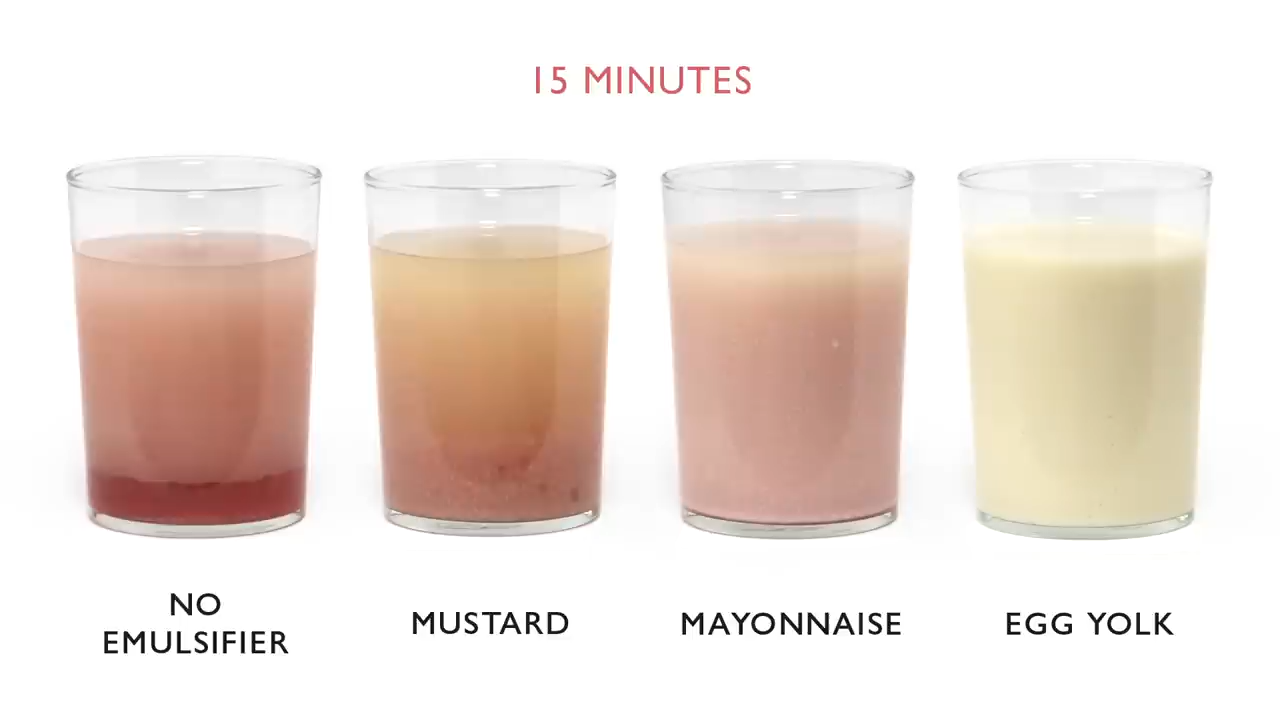 15 MINUTES
NO
EMULSIFIER
MUSTARD
MAYONNAISE
EGG YOLK